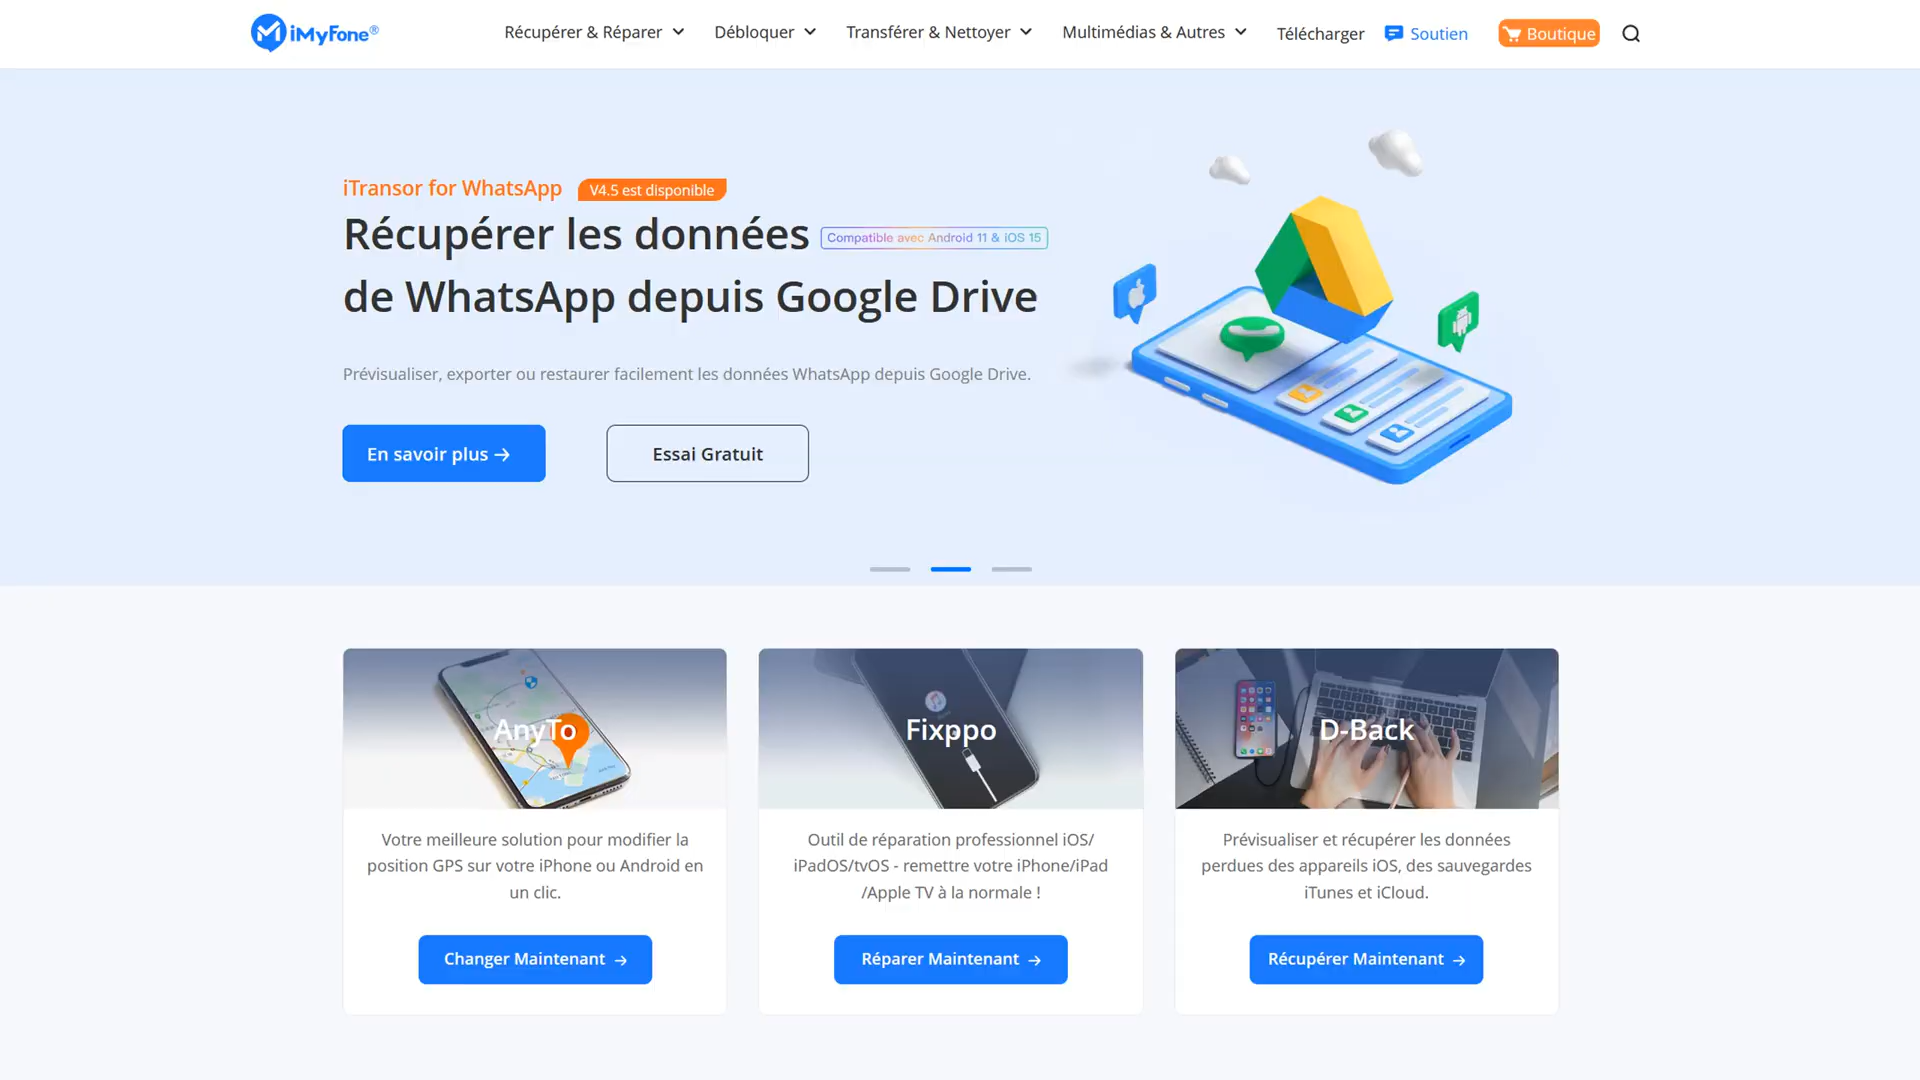 iMyFone®
Récupérer & Réparer
Débloquer
Transférer & Nettoyer
Multimédias & Autres
Télécharger
Soutien
Boutique
iTransor for WhatsApp
V4.5 est disponible
Récupérer les données
Compatible avec Android 11 & iOS 15
de WhatsApp depuis Google Drive
Prévisualiser, exporter ou restaurer facilement les données WhatsApp depuis Google Drive.
En savoir plus →
Essai Gratuit
AnyTo
Votre meilleure solution pour modifier la
position GPS sur votre iPhone ou Android en
un clic.
Changer Maintenant →
Fixppo
Outil de réparation professionnel iOS/
iPadOS/tvOS - remettre votre iPhone/iPad
/Apple TV à la normale !
Réparer Maintenant →
D-Back
Prévisualiser et récupérer les données
perdues des appareils iOS, des sauvegardes
iTunes et iCloud.
Récupérer Maintenant →